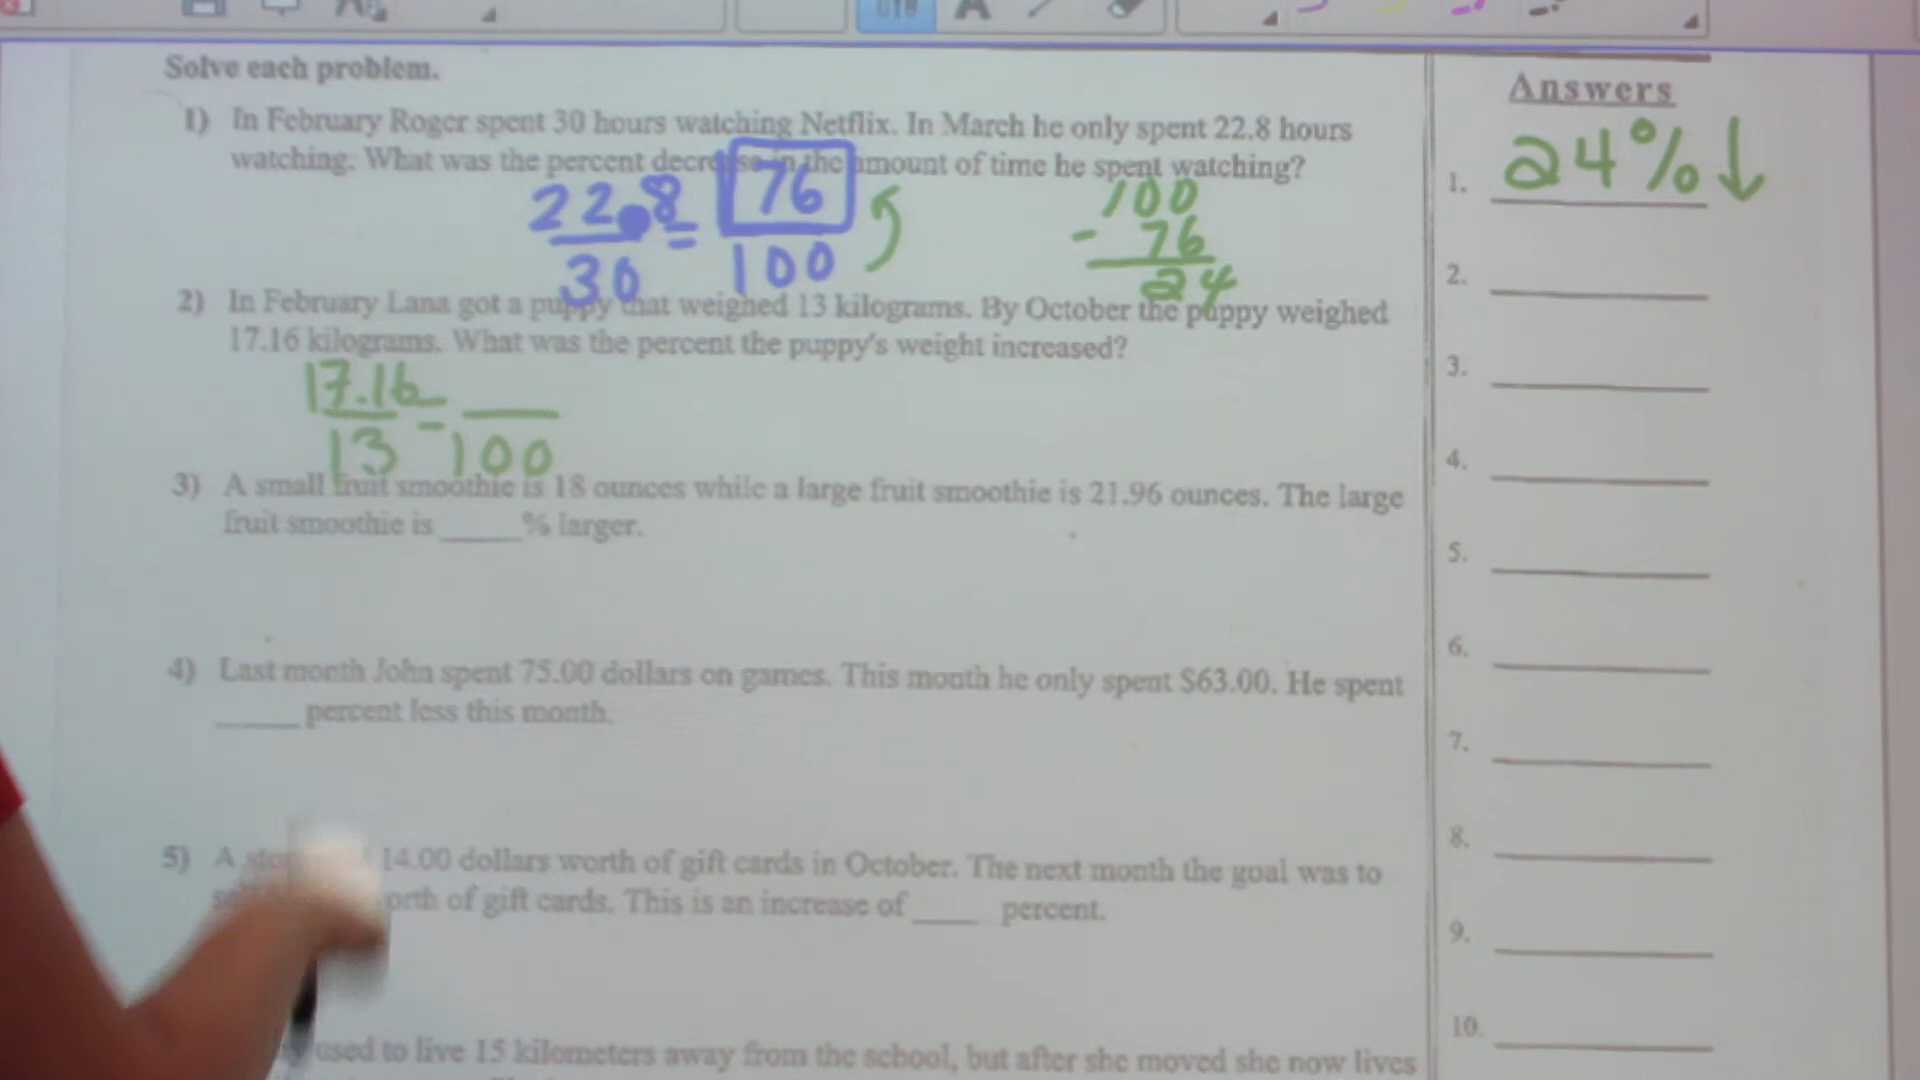 Solve each problem.
Answers
1) In February Roger spent 30 hours watching Netflix. In March he only spent 22.8 hours
watching. What was the percent in the amount of time he spent watching?
22.8 = 76
30 100
100
- 76
24
1. 24% ↓
2) In February Lana got a puppy that weighed 13 kilograms. By October the puppy weighed
17.16 kilograms. What was the percent the puppy's weight increased?
17.16 =
13 100
3) A small fruit smoothie is 18 ounces while a large fruit smoothie is 21.96 ounces. The large
fruit smoothie is _____% larger.
4) Last month John spent 75.00 dollars on games. This month he only spent $63.00. He spent
_____ percent less this month.
5) A 14.00 dollars worth of gift cards in October. The next month the goal was to
of gift cards. This is an increase of ____ percent.
used to live 15 kilometers away from the school, but after she moved she now lives
2.
3.
4.
5.
6.
7.
8.
9.
10.